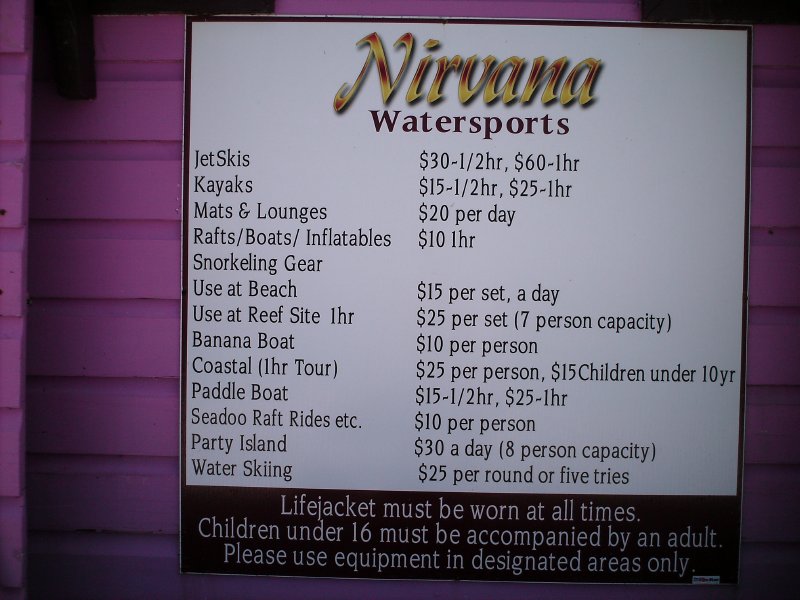 Nirvana
Watersports
JetSkis $30-1/2hr, $60-1hr
Kayaks $15-1/2hr, $25-1hr
Mats & Lounges $20 per day
Rafts/Boats/ Inflatables $10 1hr
Snorkeling Gear
Use at Beach $15 per set, a day
Use at Reef Site 1hr $25 per set (7 person capacity)
Banana Boat $10 per person
Coastal (1hr Tour) $25 per person, $15Children under 10yr
Paddle Boat $15-1/2hr, $25-1hr
Seadoo Raft Rides etc. $10 per person
Party Island $30 a day (8 person capacity)
Water Skiing $25 per round or five tries
Lifejacket must be worn at all times.
Children under 16 must be accompanied by an adult.
Please use equipment in designated areas only.